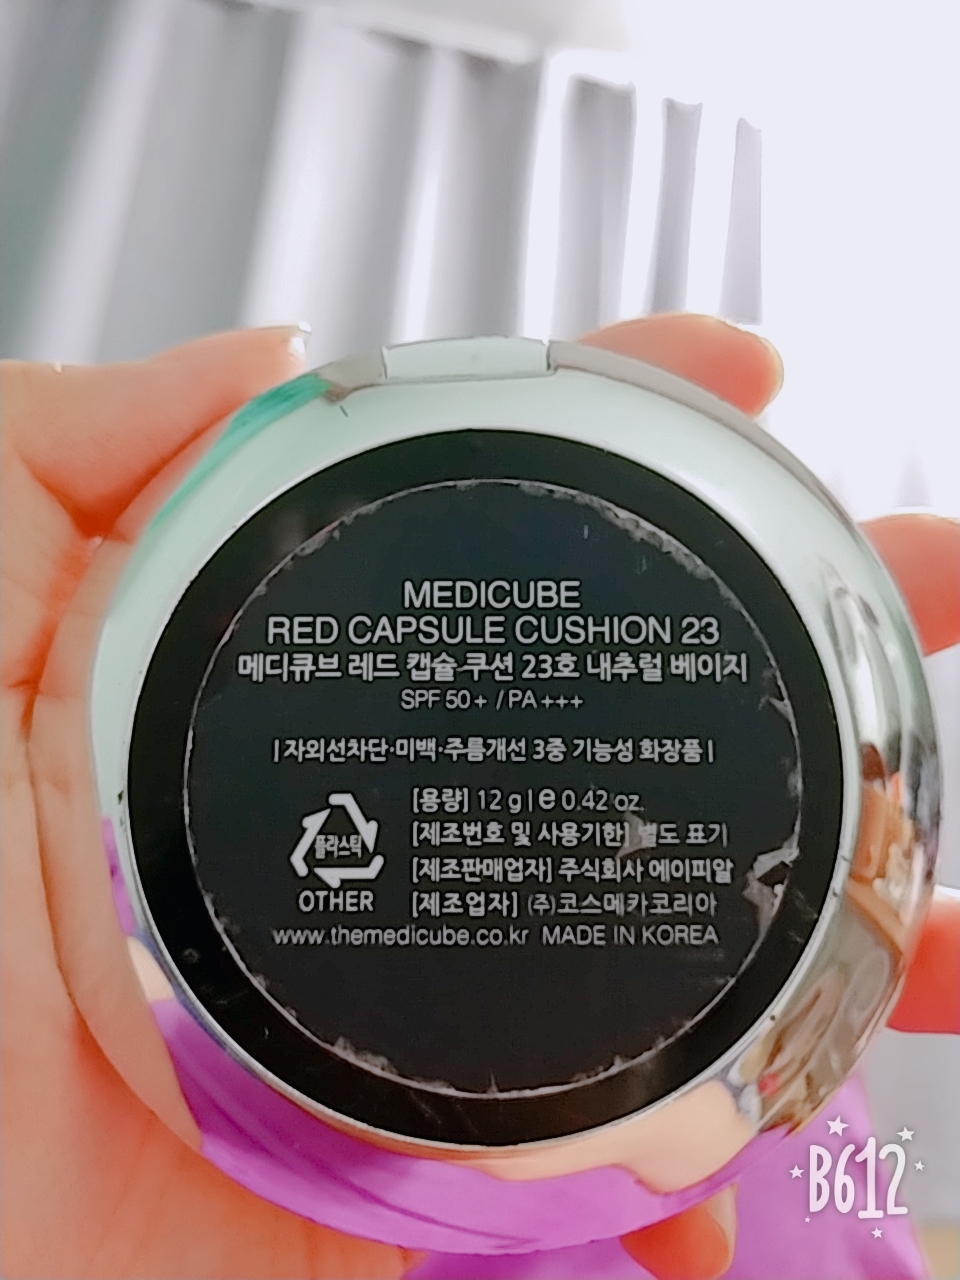 MEDICUBE
RED CAPSULE CUSHION 23
메디큐브 레드 캡슐 쿠션 23호 내추럴 베이지
SPF 50+ / PA+++
|자외선차단·미백·주름개선 3중 기능성 화장품|
[용량] 12 g | e 0.42 oz.
[제조번호 및 사용기한] 별도 표기
플라스틱
[제조판매업자] 주식회사 에이피알
OTHER
[제조업자] (주)코스메카코리아
www.themedicube.co.kr MADE IN KOREA
B612